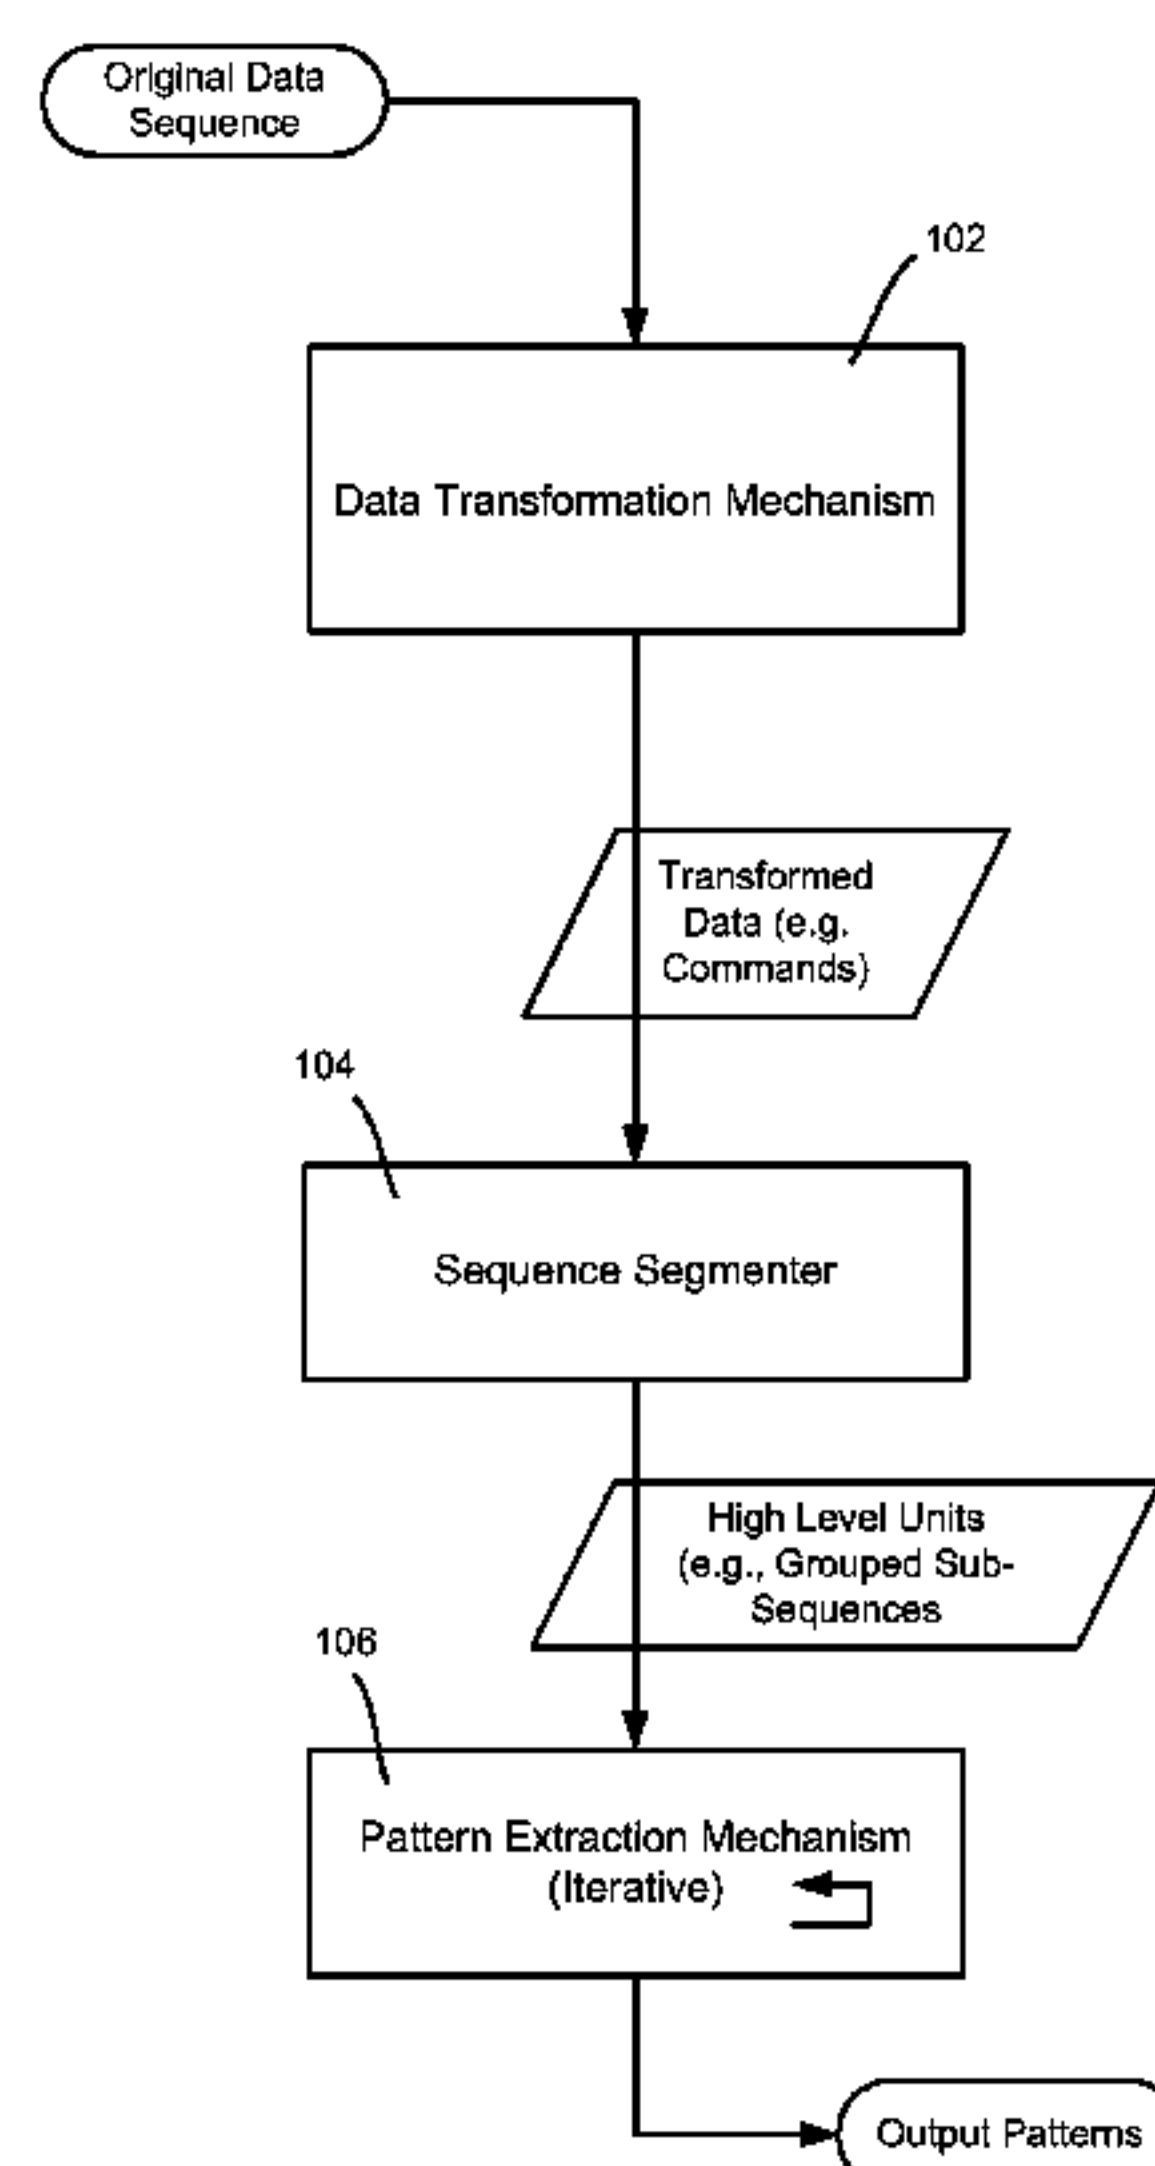 Original Data
Sequence
102
Data Transformation Mechanism
Transformed
Data (e.g.
Commands)
104
Sequence Segmenter
High Level Units
(e.g., Grouped Sub-
Sequences
106
Pattern Extraction Mechanism
(Iterative)
Output Patterns